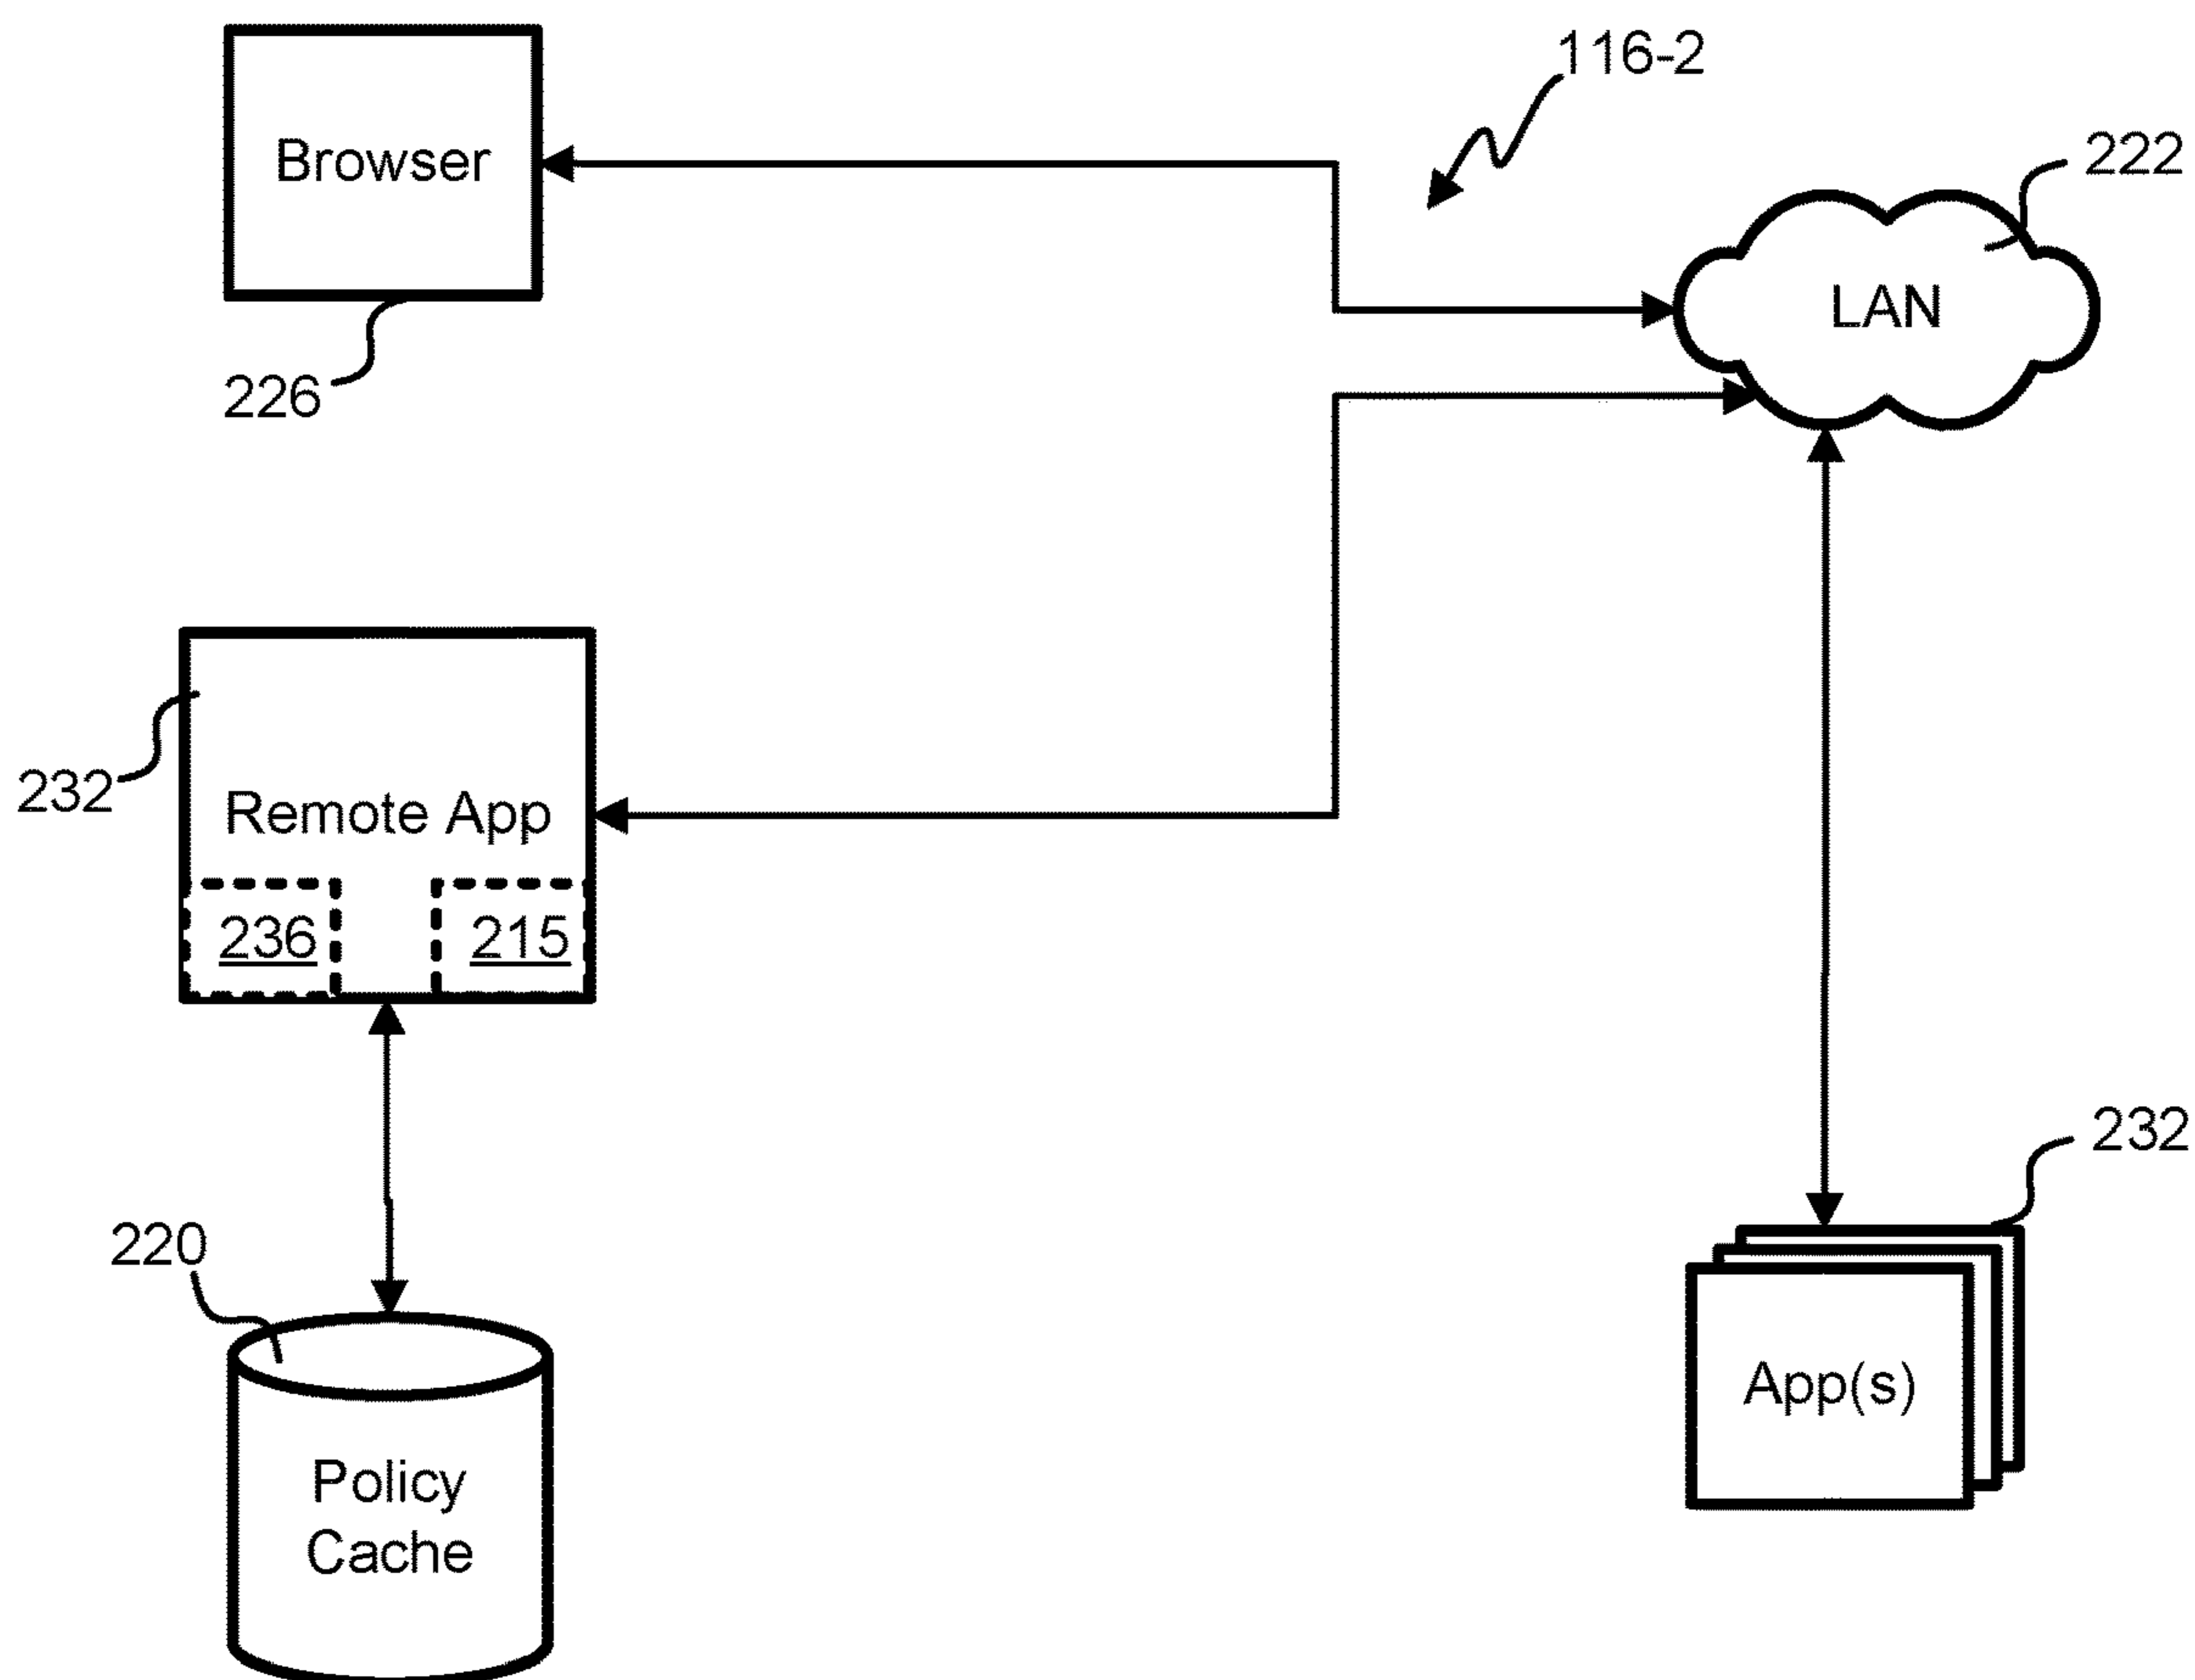 116-2
Browser
222
LAN
226
232
Remote App
236
215
232
220
App(s)
Policy
Cache